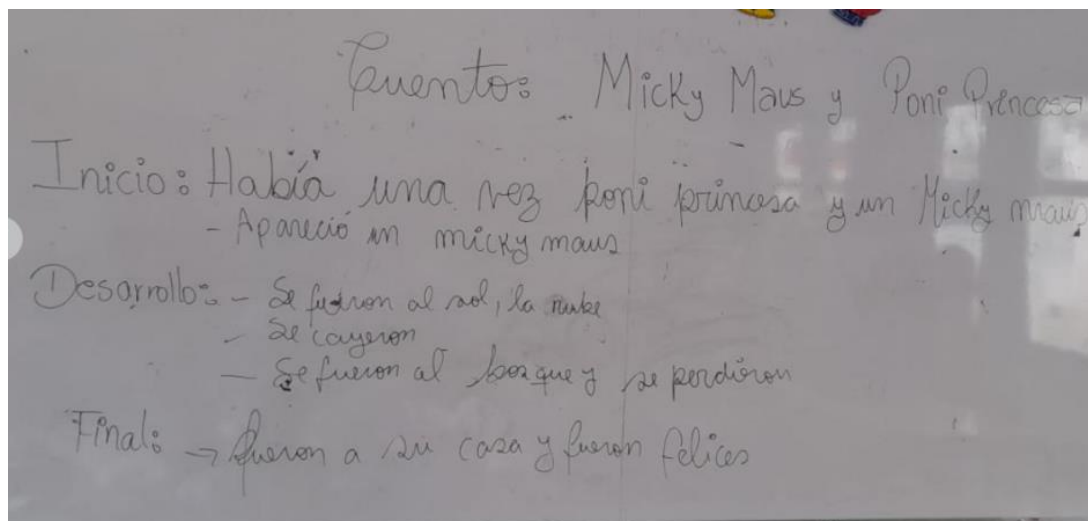 Cuento: Micky Maus y Poni Princesa
Inicio: Había una vez poni princesa y un Micky maus
- Apareció un micky maus
Desarrollo: - Se fueron al sol, la nube
- Se cayeron
- Se fueron al bosque y se perdieron
Final: → fueron a su casa y fueron felices